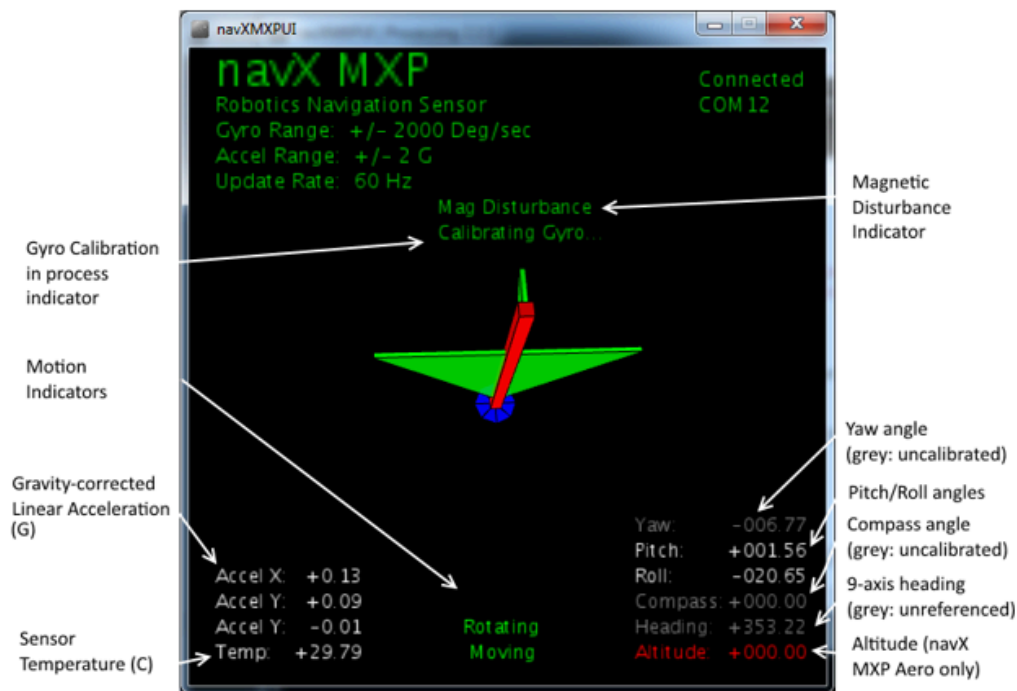 navXMXPUI
navX MXP
Robotics Navigation Sensor
Gyro Range: +/- 2000 Deg/sec
Accel Range: +/- 2 G
Update Rate: 60 Hz
Connected
COM 12
Mag Disturbance
Calibrating Gyro...
Magnetic
Disturbance
Indicator
Gyro Calibration
in process
indicator
Motion
Indicators
Gravity-corrected
Linear Acceleration
(G)
Sensor
Temperature (C)
Accel X: +0.13
Accel Y: +0.09
Accel Y: -0.01
Temp: +29.79
Rotating
Moving
Yaw: -006.77
Pitch: +001.56
Roll: -020.65
Compass: +000.00
Heading: +353.22
Altitude: +000.00
Yaw angle
(grey: uncalibrated)
Pitch/Roll angles
Compass angle
(grey: uncalibrated)
9-axis heading
(grey: unreferenced)
Altitude (navX
MXP Aero only)